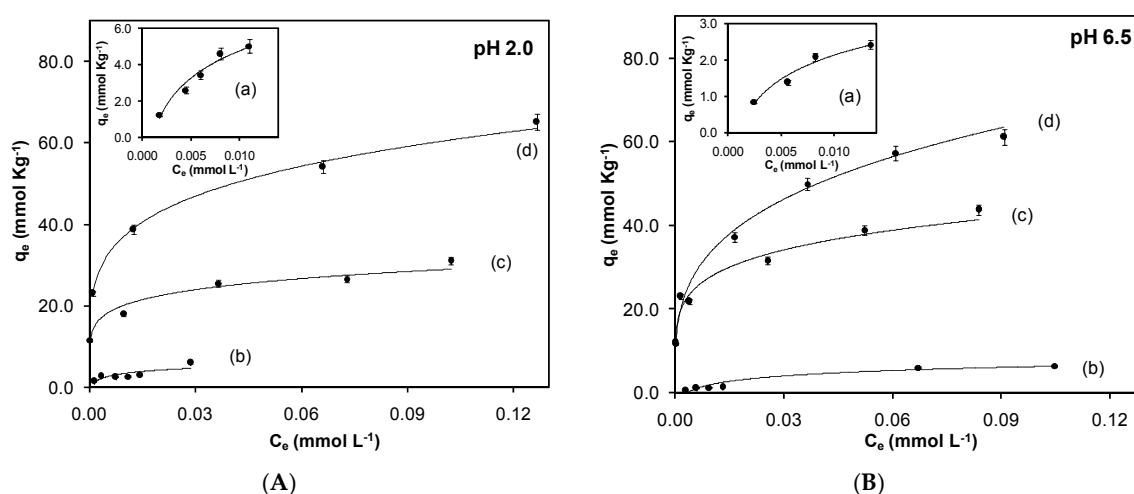 pH 2.0
80.0
60.0
40.0
20.0
0.0
qe (mmol Kg-1)
0.00 0.03 0.06 0.09 0.12
Ce (mmol L-1)
6.0
4.0
2.0
0.0
qe (mmol Kg-1)
0.000 0.005 0.010
Ce (mmol L-1)
(a)
(d)
(c)
(b)
(A)
pH 6.5
80.0
60.0
40.0
20.0
0.0
qe (mmol Kg-1)
0.00 0.03 0.06 0.09 0.12
Ce (mmol L-1)
3.0
2.0
1.0
0.0
qe (mmol Kg-1)
0.000 0.005 0.010
Ce (mmol L-1)
(a)
(d)
(c)
(b)
(B)